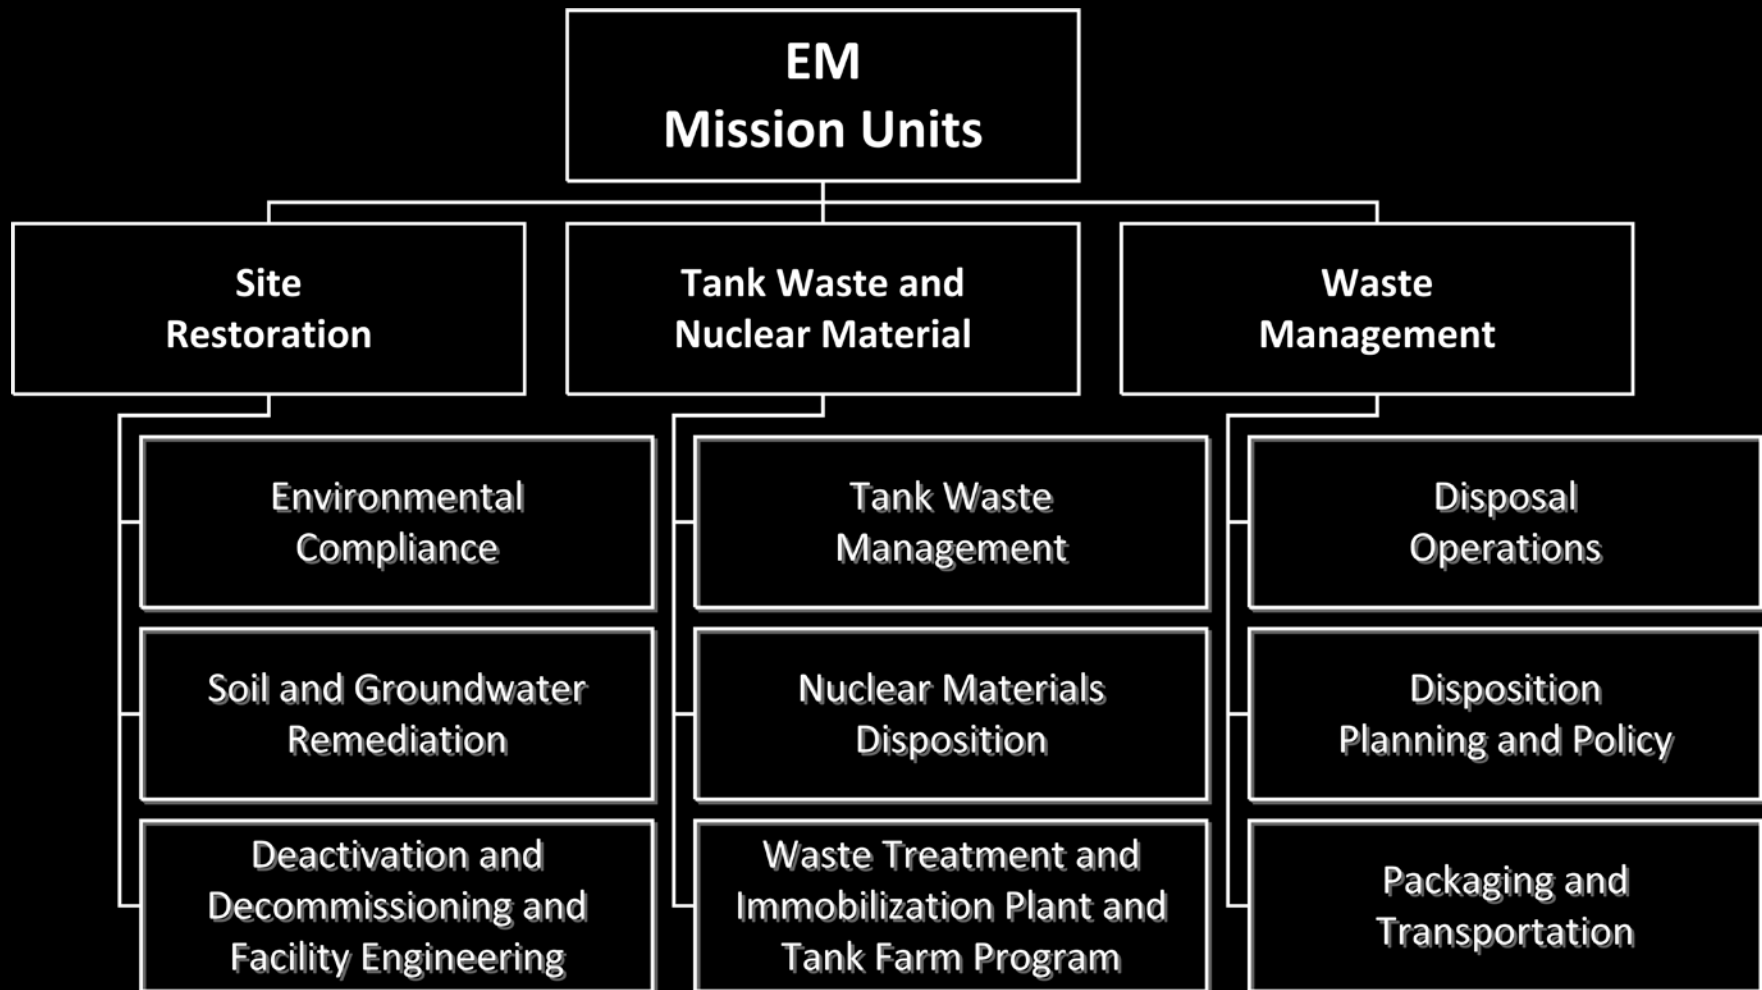 EM
Mission Units
Site
Restoration
Tank Waste and
Nuclear Material
Waste
Management
Environmental
Compliance
Tank Waste
Management
Disposal
Operations
Soil and Groundwater
Remediation
Nuclear Materials
Disposition
Disposition
Planning and Policy
Deactivation and
Decommissioning and
Facility Engineering
Waste Treatment and
Immobilization Plant and
Tank Farm Program
Packaging and
Transportation